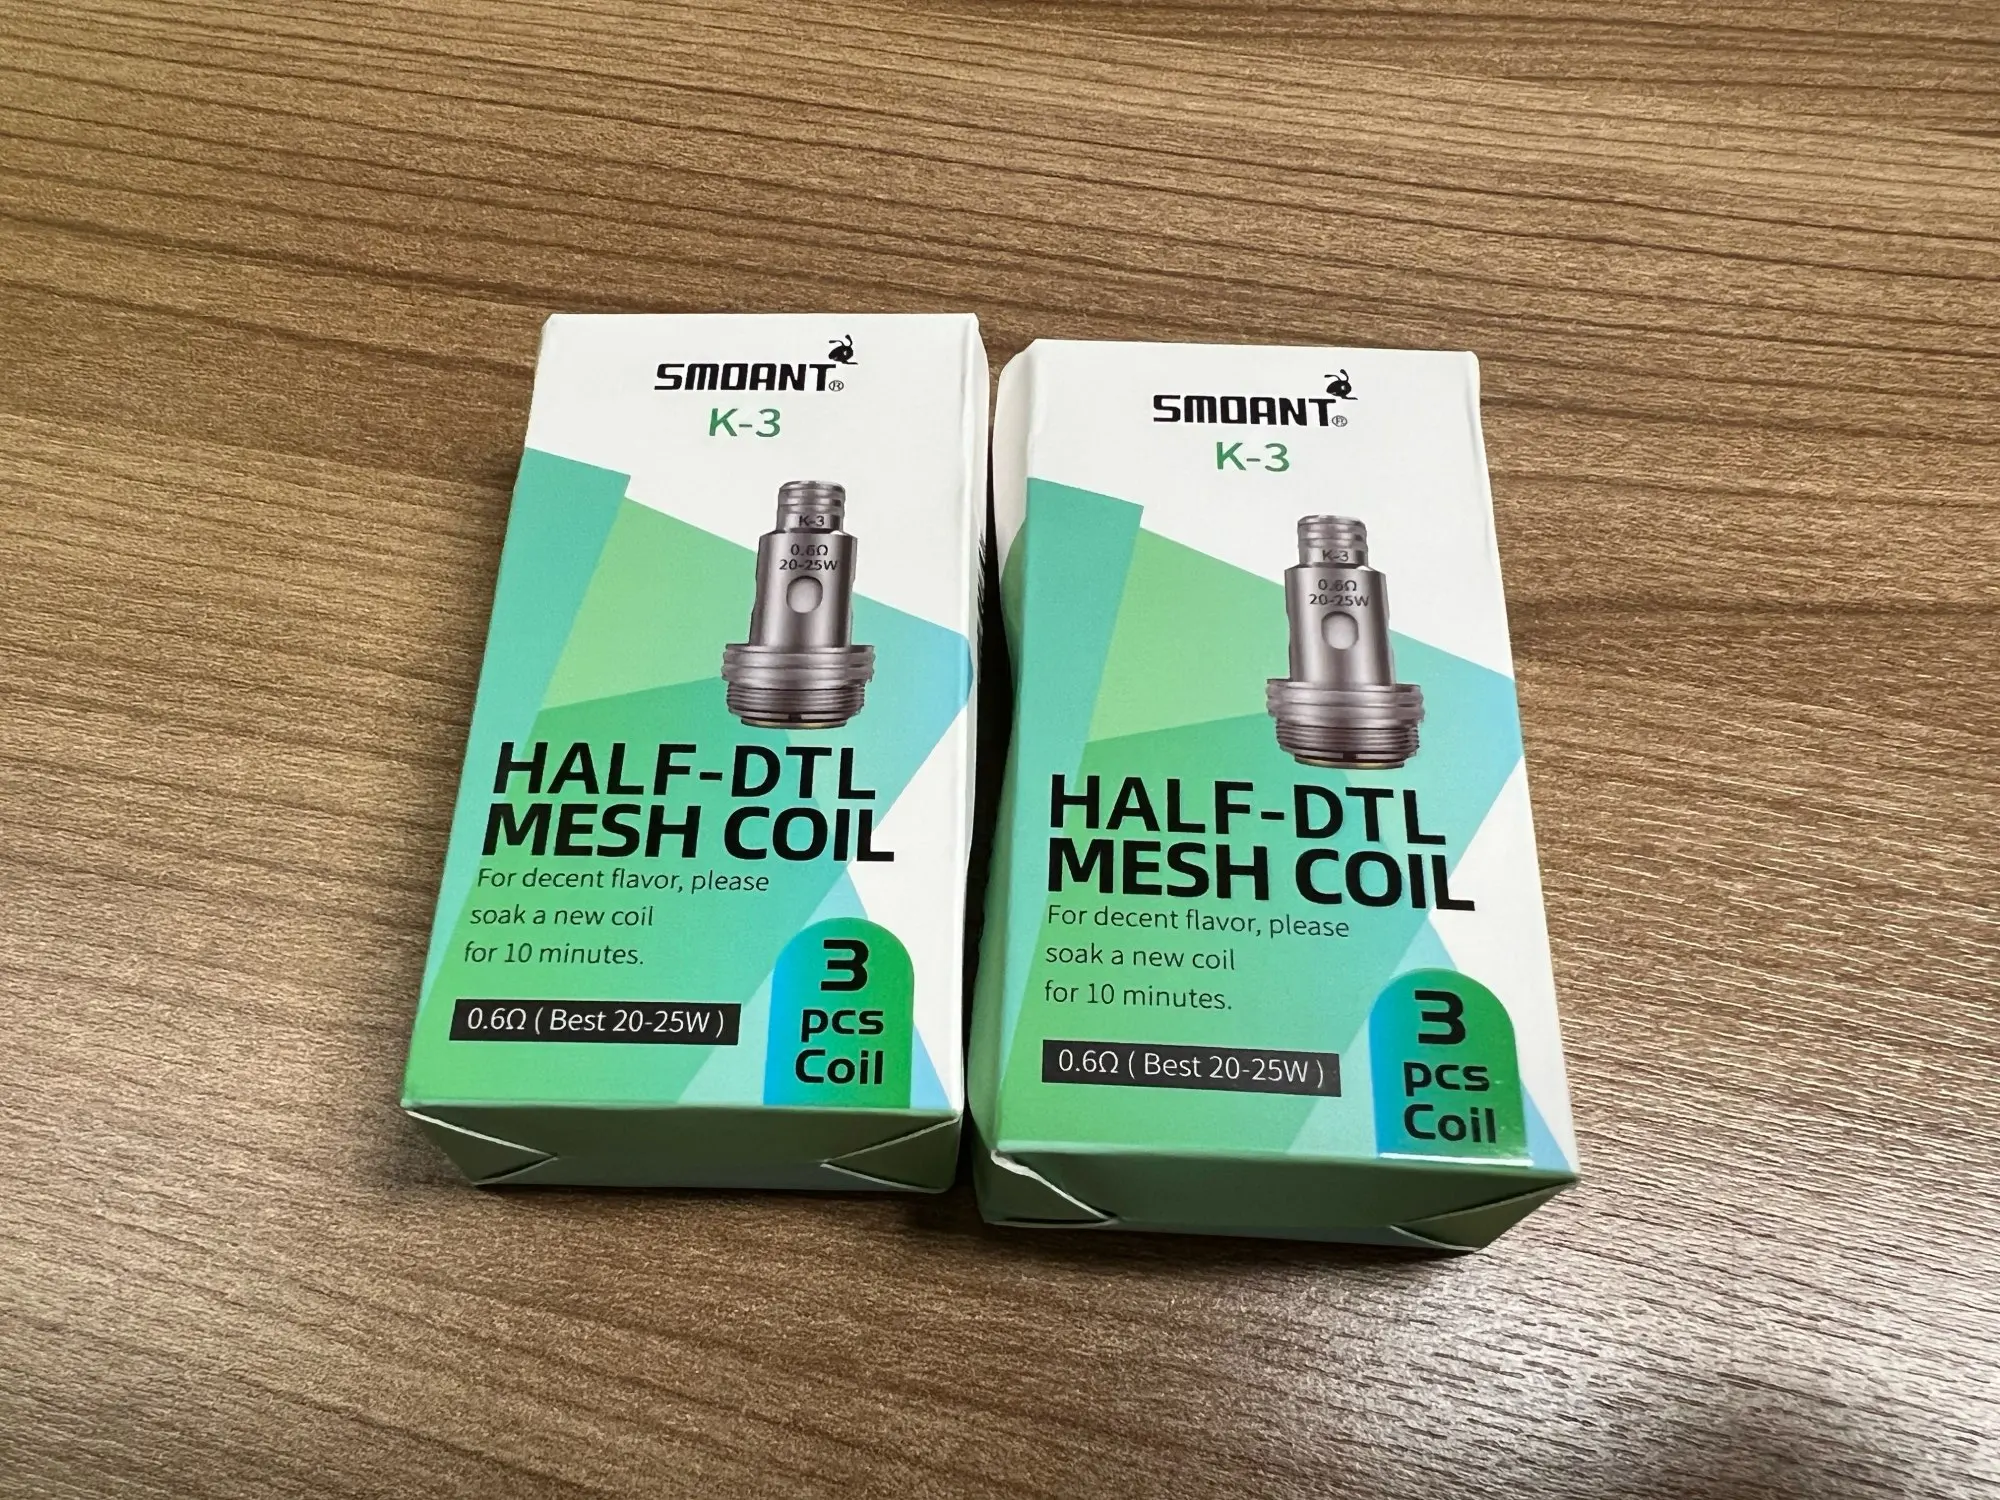 SMOANT®
K-3
K-3
0.6Ω
20-25W
HALF-DTL
MESH COIL
For decent flavor, please
soak a new coil
for 10 minutes.
0.6Ω ( Best 20-25W )
3
pcs
Coil
SMOANT®
K-3
K-3
0.6Ω
20-25W
HALF-DTL
MESH COIL
For decent flavor, please
soak a new coil
for 10 minutes.
0.6Ω ( Best 20-25W )
3
pcs
Coil